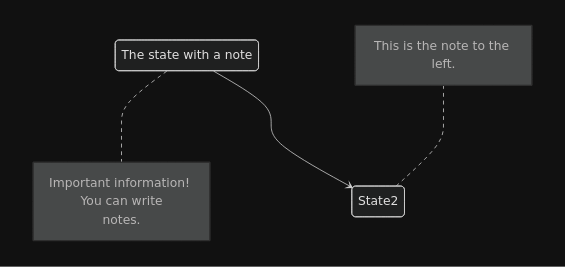 The state with a note
This is the note to the
left.
Important information!
You can write
notes.
State2